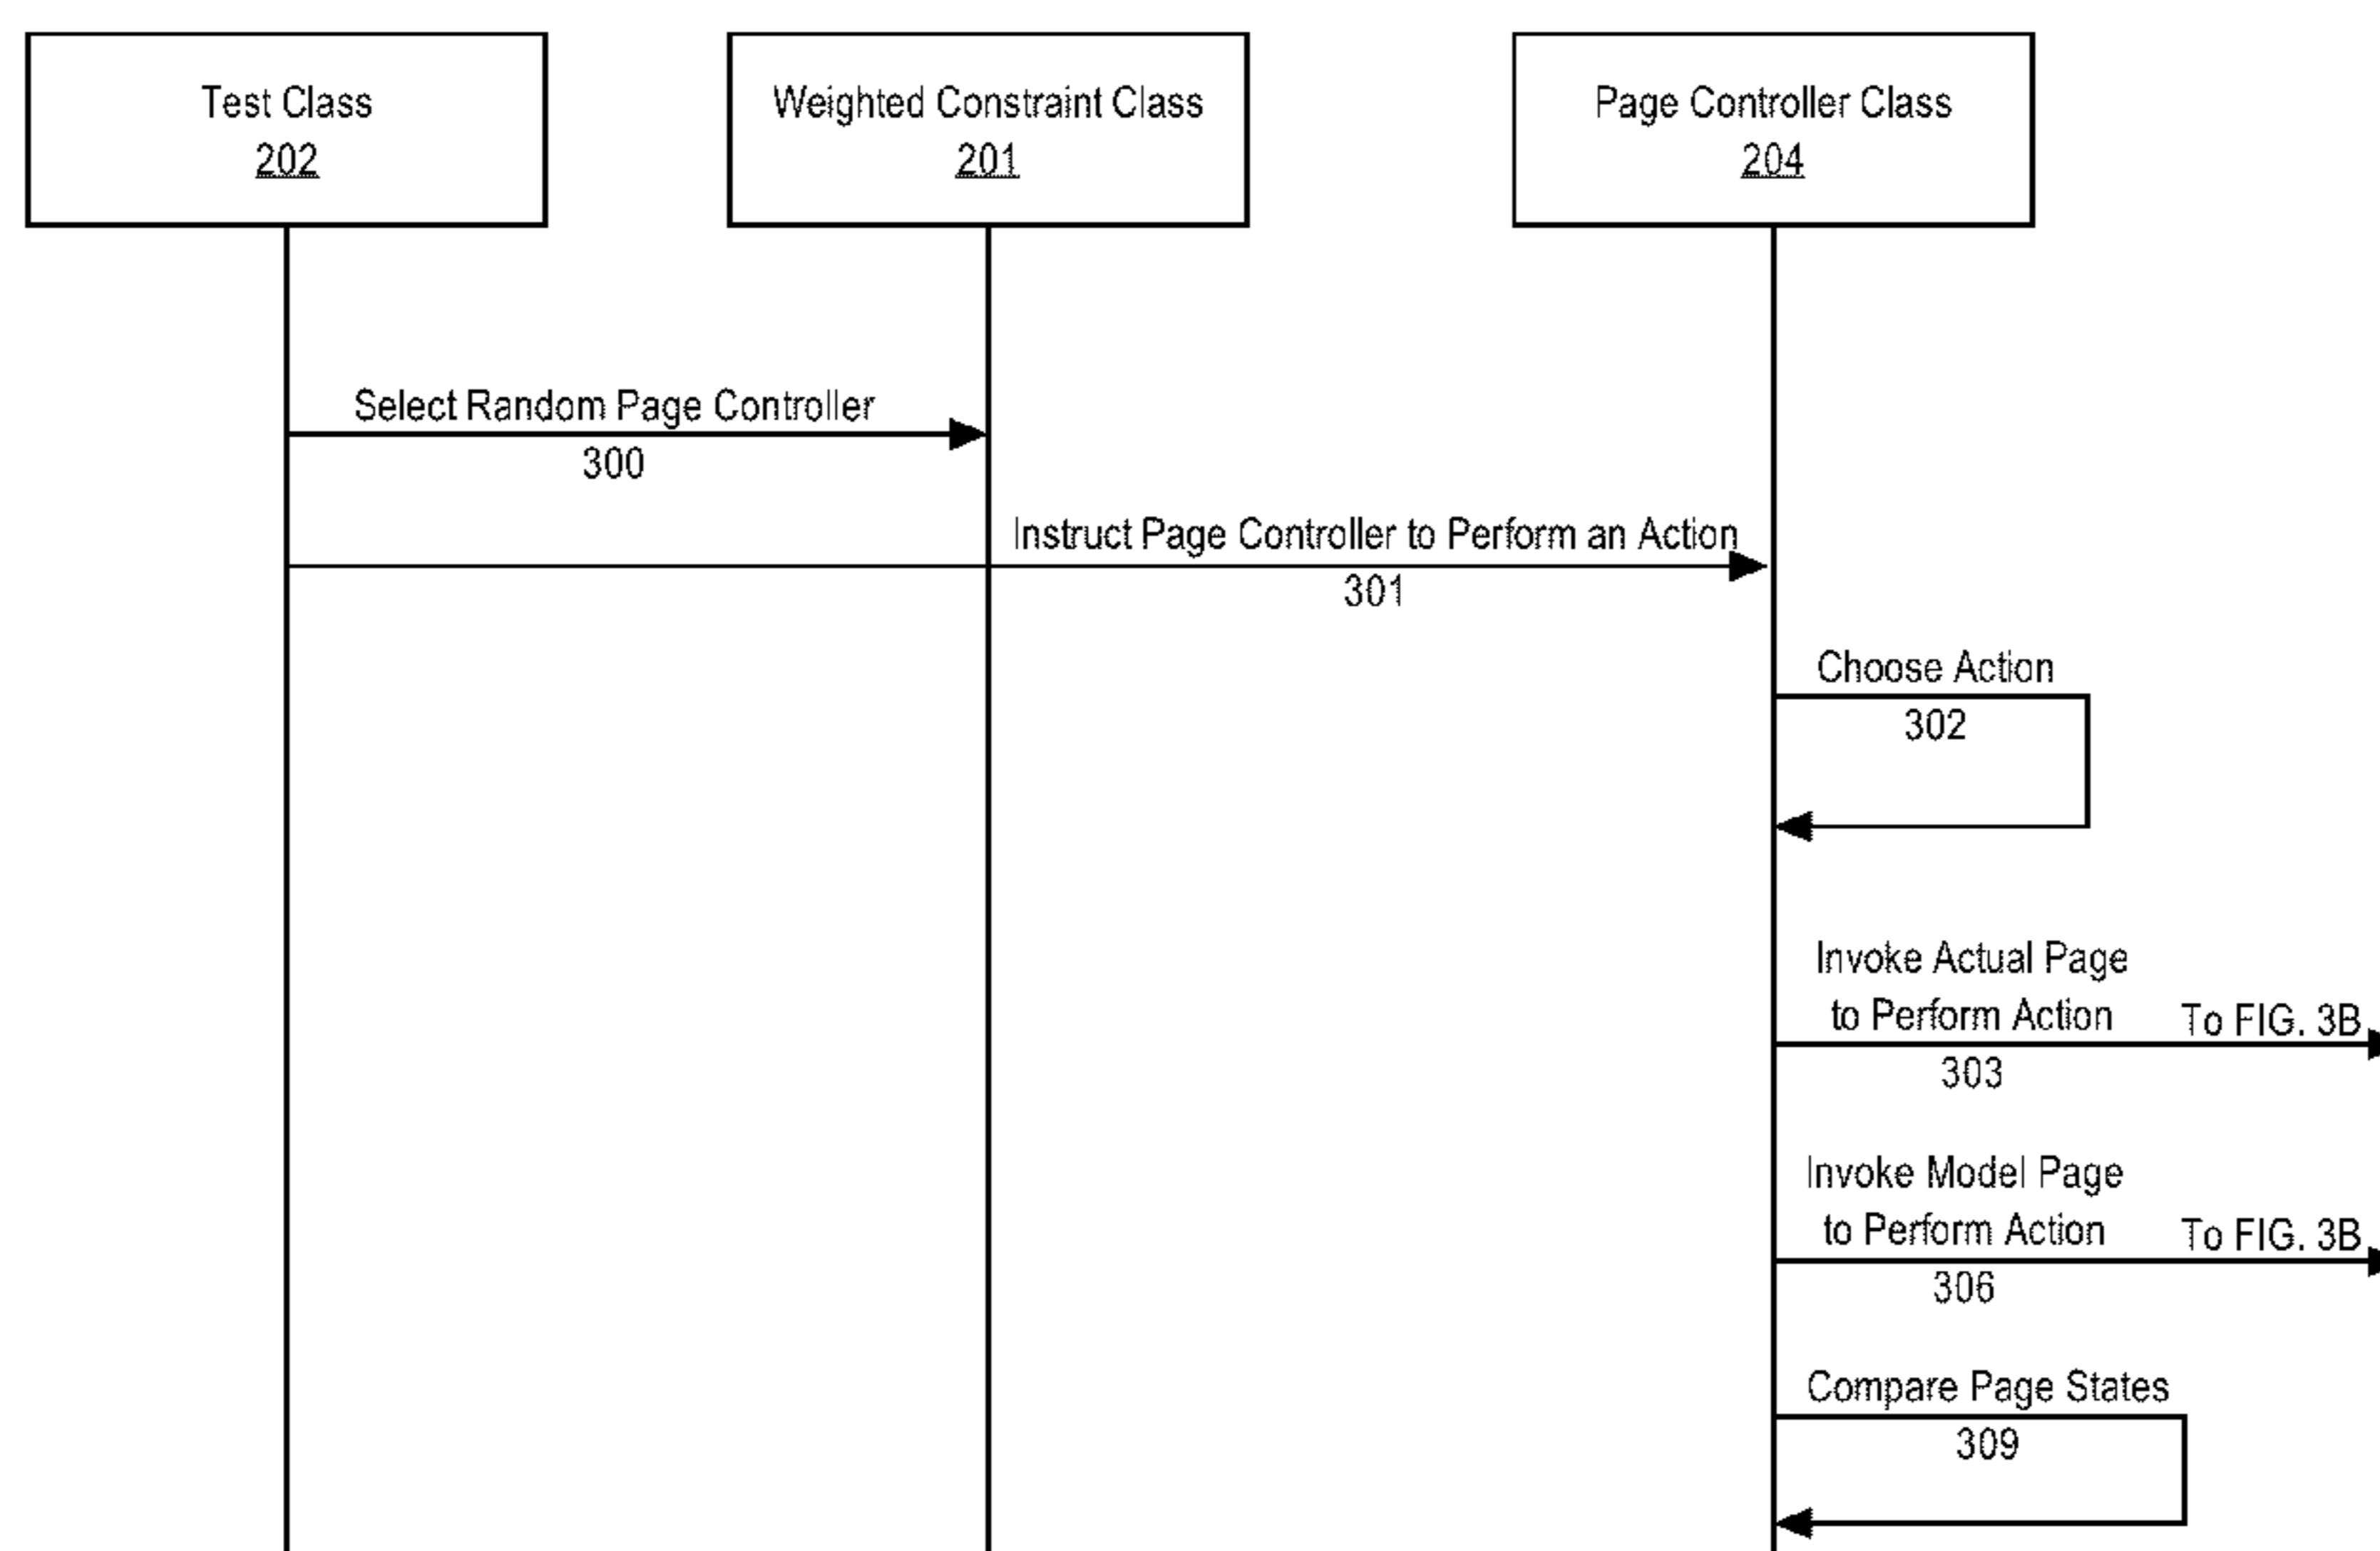 Test Class
202
Weighted Constraint Class
201
Page Controller Class
204
Select Random Page Controller
300
Instruct Page Controller to Perform an Action
301
Choose Action
302
Invoke Actual Page
to Perform Action
To FIG. 3B
303
Invoke Model Page
to Perform Action
To FIG. 3B
306
Compare Page States
309